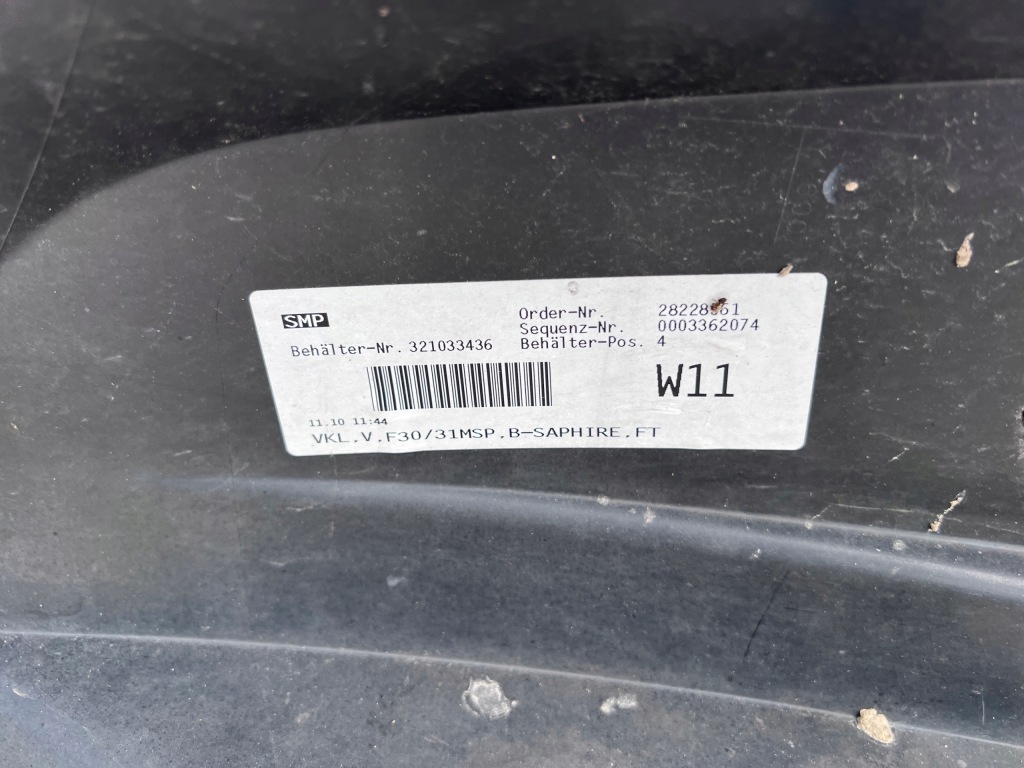 SMP
Order-Nr.
Sequenz-Nr. 0003362074
Behälter-Nr. 321033436 Behälter-Pos. 4
W11
11.10 11:44
VKL.V.F30/31MSP.B-SAPHIRE.FT